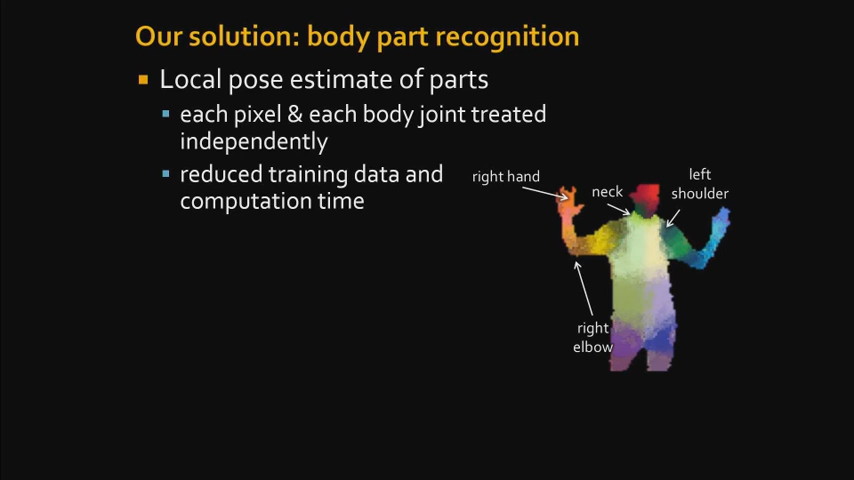 Our solution: body part recognition
Local pose estimate of parts
each pixel & each body joint treated
independently
reduced training data and
computation time
right hand
neck
left
shoulder
right
elbow